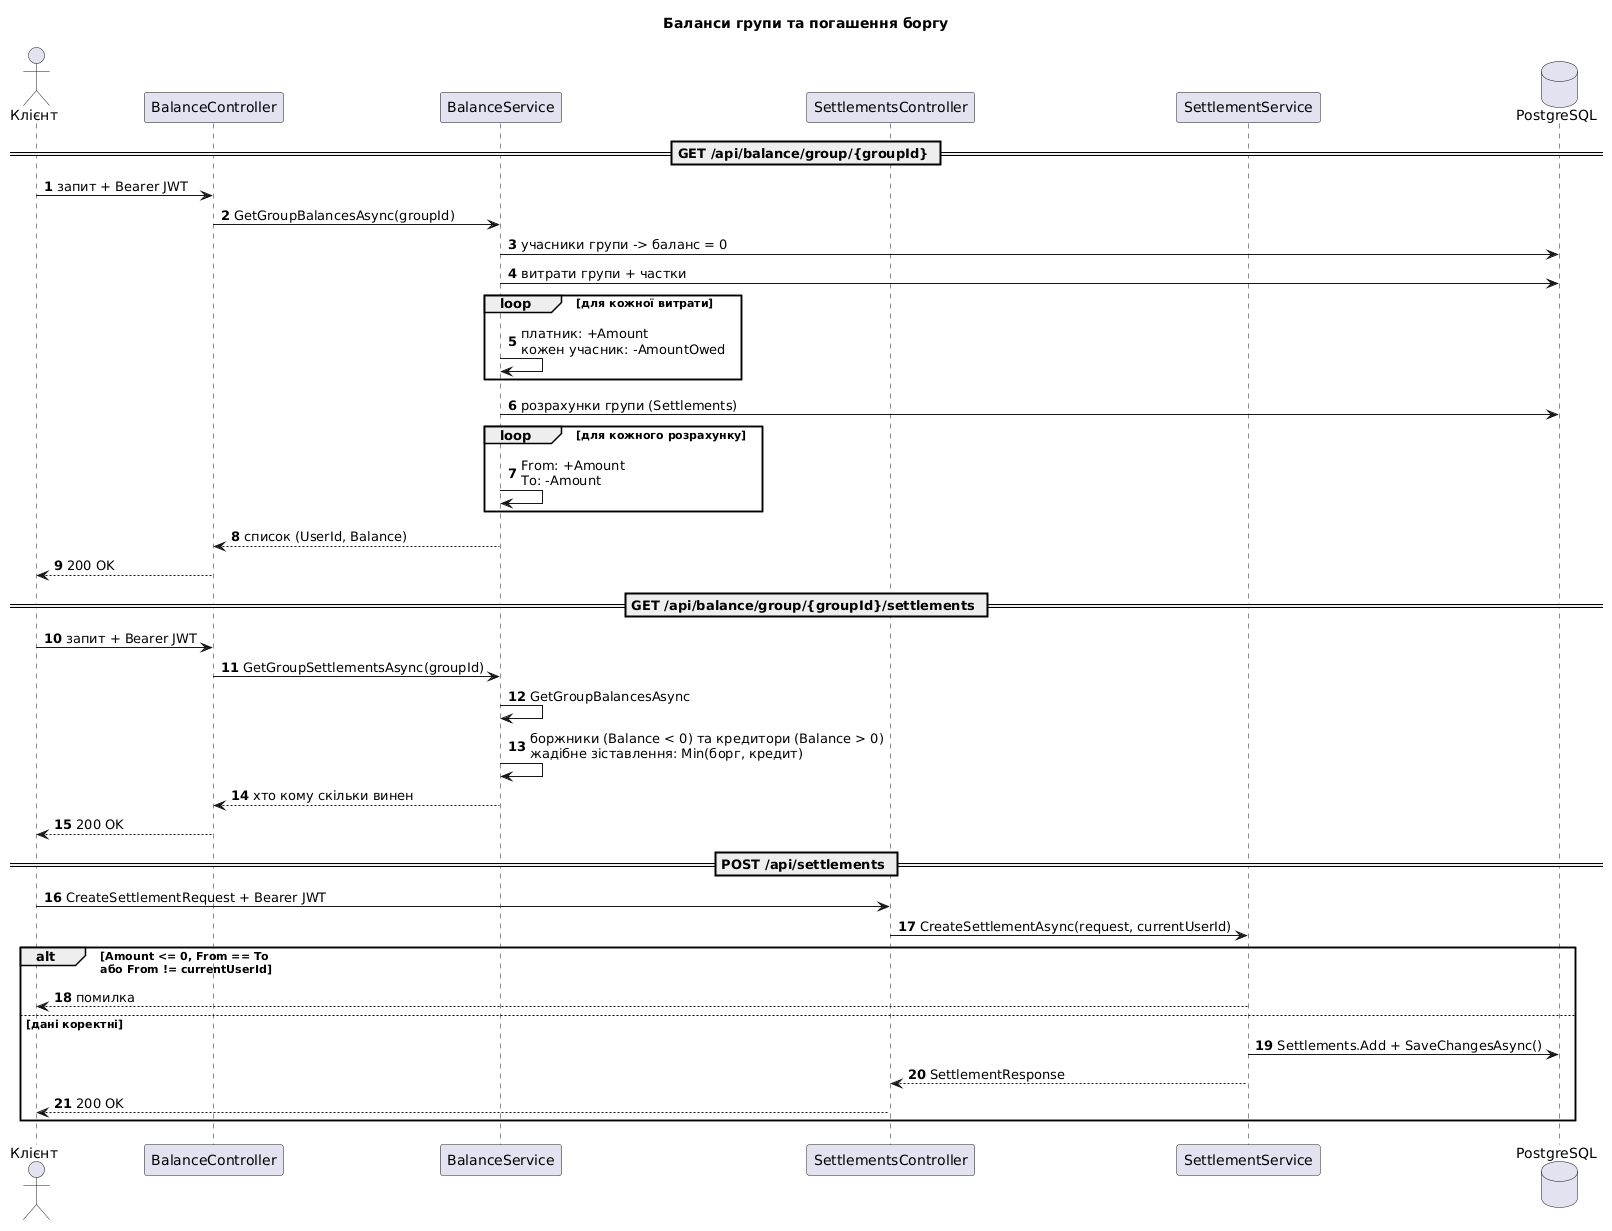 Баланси групи та погашення боргу
Клієнт
BalanceController
BalanceService
SettlementsController
SettlementService
PostgreSQL
GET /api/balance/group/{groupId}
1 запит + Bearer JWT
2 GetGroupBalancesAsync(groupId)
3 учасники групи -> баланс = 0
4 витрати групи + частки
loop [для кожної витрати]
5 платник: +Amount
кожен учасник: -AmountOwed
6 розрахунки групи (Settlements)
loop [для кожного розрахунку]
7 From: +Amount
To: -Amount
8 список (UserId, Balance)
9 200 OK
GET /api/balance/group/{groupId}/settlements
10 запит + Bearer JWT
11 GetGroupSettlementsAsync(groupId)
12 GetGroupBalancesAsync
13 боржники (Balance < 0) та кредитори (Balance > 0)
жадібне зіставлення: Min(борг, кредит)
14 хто кому скільки винен
15 200 OK
POST /api/settlements
16 CreateSettlementRequest + Bearer JWT
17 CreateSettlementAsync(request, currentUserId)
alt [Amount <= 0, From == To
або From != currentUserId]
18 помилка
[дані коректні]
19 Settlements.Add + SaveChangesAsync()
20 SettlementResponse
21 200 OK
Клієнт
BalanceController
BalanceService
SettlementsController
SettlementService
PostgreSQL